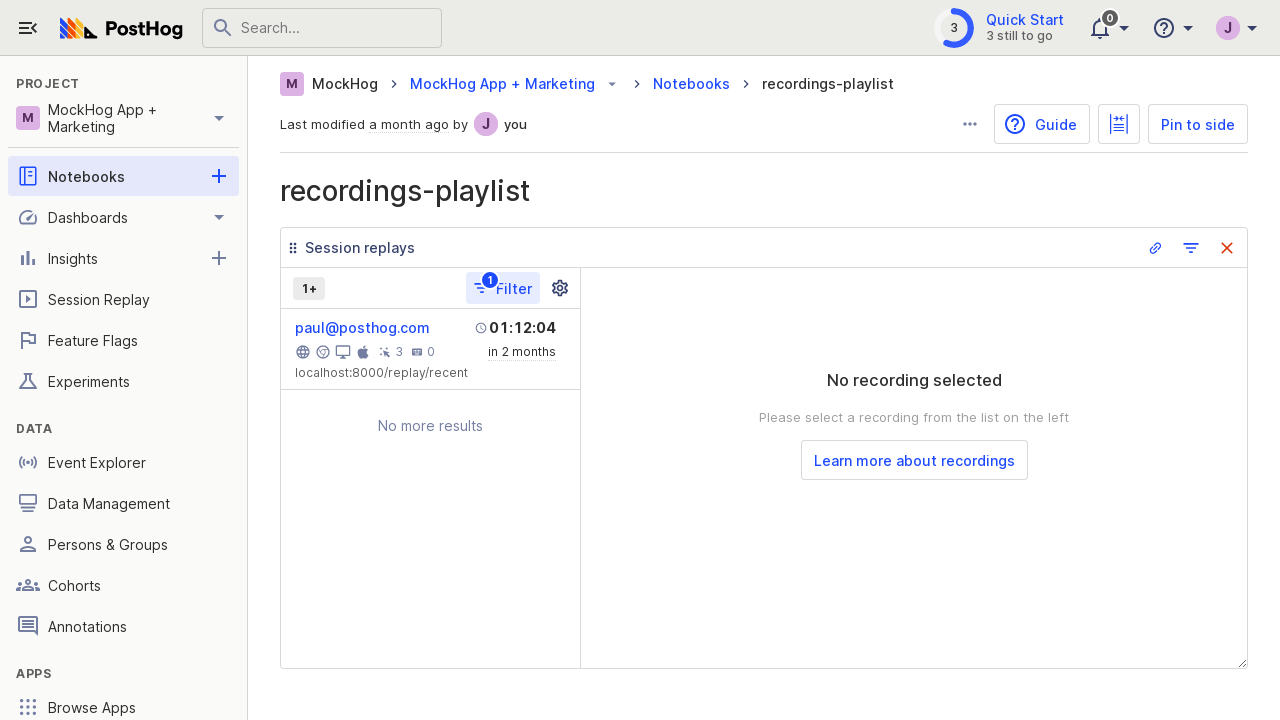 PostHog
Search...
3
Quick Start
3 still to go
0
J
PROJECT
M
MockHog App +
Marketing
Notebooks
Dashboards
Insights
Session Replay
Feature Flags
Experiments
DATA
Event Explorer
Data Management
Persons & Groups
Cohorts
Annotations
APPS
Browse Apps
M MockHog > MockHog App + Marketing > Notebooks > recordings-playlist
Last modified a month ago by J you
Guide
Pin to side
recordings-playlist
Session replays
1+
1
Filter
paul@posthog.com
01:12:04
3
0
in 2 months
localhost:8000/replay/recent
No more results
No recording selected
Please select a recording from the list on the left
Learn more about recordings